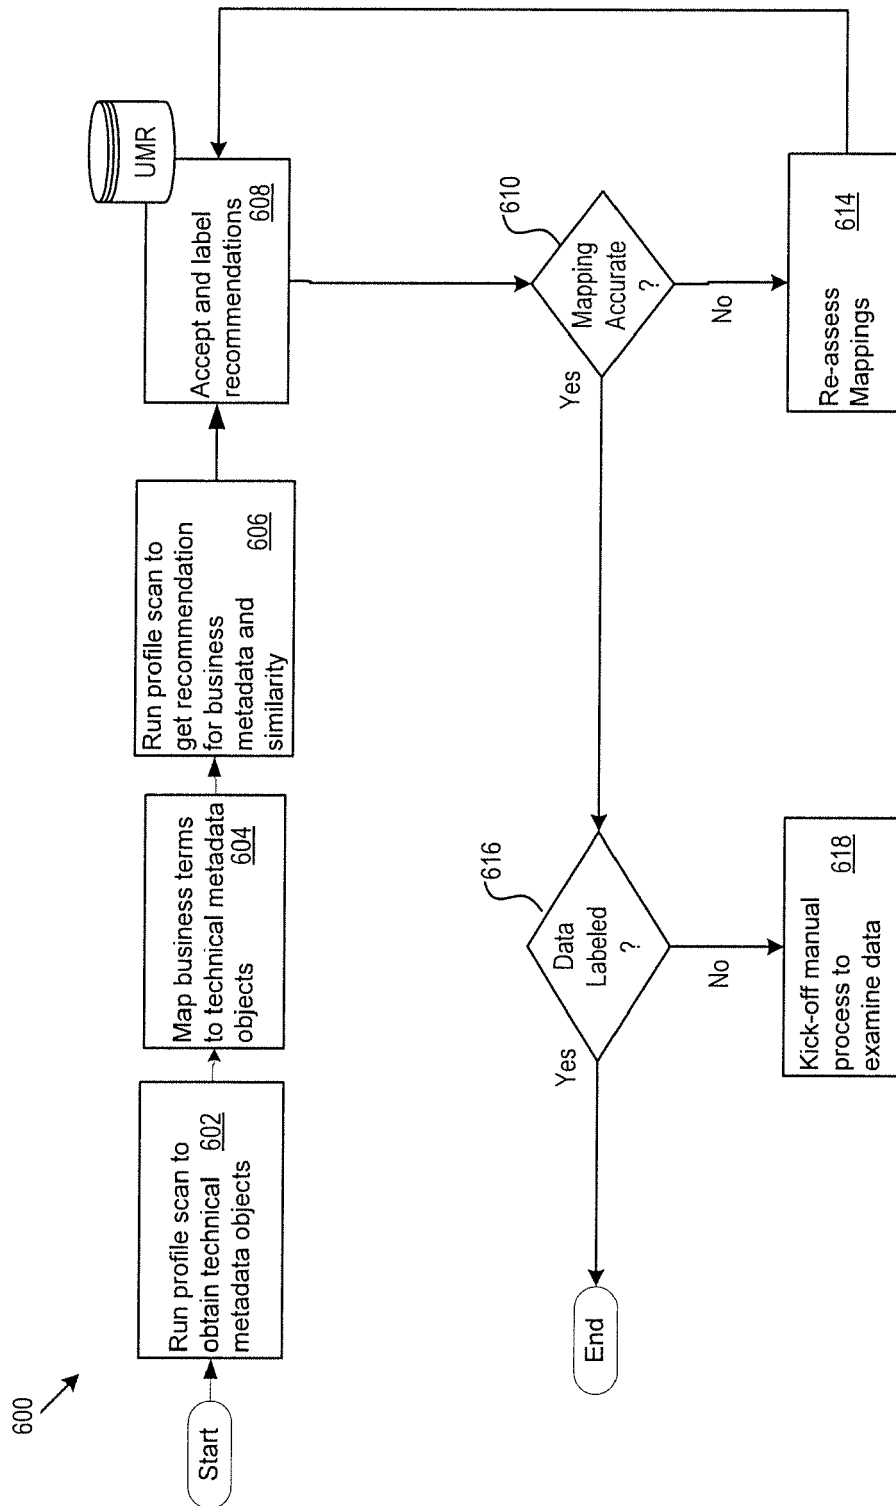 600
Start
Run profile scan to
obtain technical 602
metadata objects
Map business terms
to technical metadata
objects 604
Run profile scan to
get recommendation
for business 606
metadata and
similarity
UMR
Accept and label
recommendations 608
610
Mapping
Accurate
?
Yes
No
Re-assess 614
Mappings
616
Data
Labeled
?
Yes
No
Kick-off manual
process to 618
examine data
End